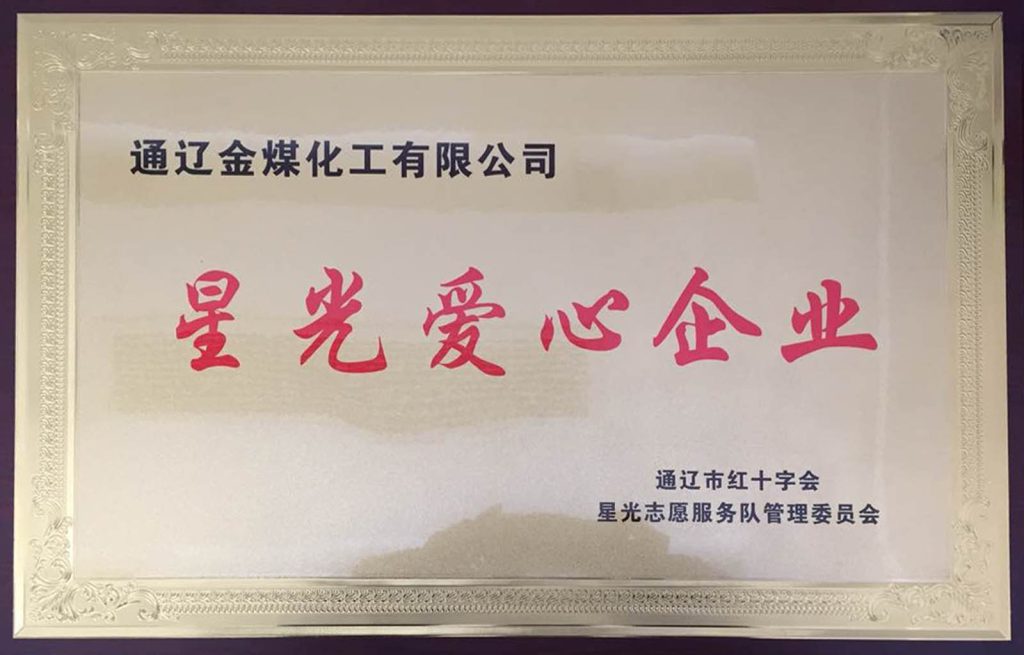 通辽金煤化工有限公司
星光爱心企业
通辽市红十字会
星光志愿服务队管理委员会